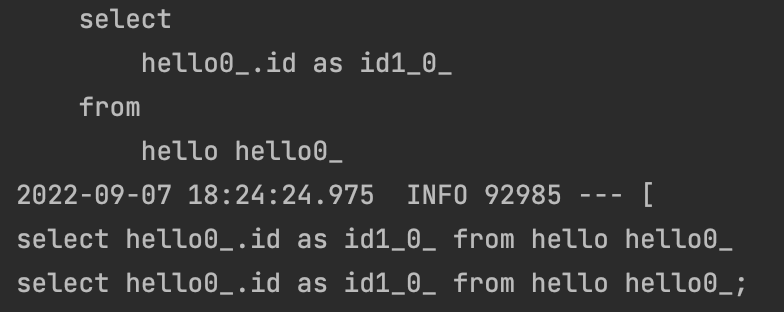 select
hello0_.id as id1_0_
from
hello hello0_
2022-09-07 18:24:24.975  INFO 92985 --- [
select hello0_.id as id1_0_ from hello hello0_
select hello0_.id as id1_0_ from hello hello0_;